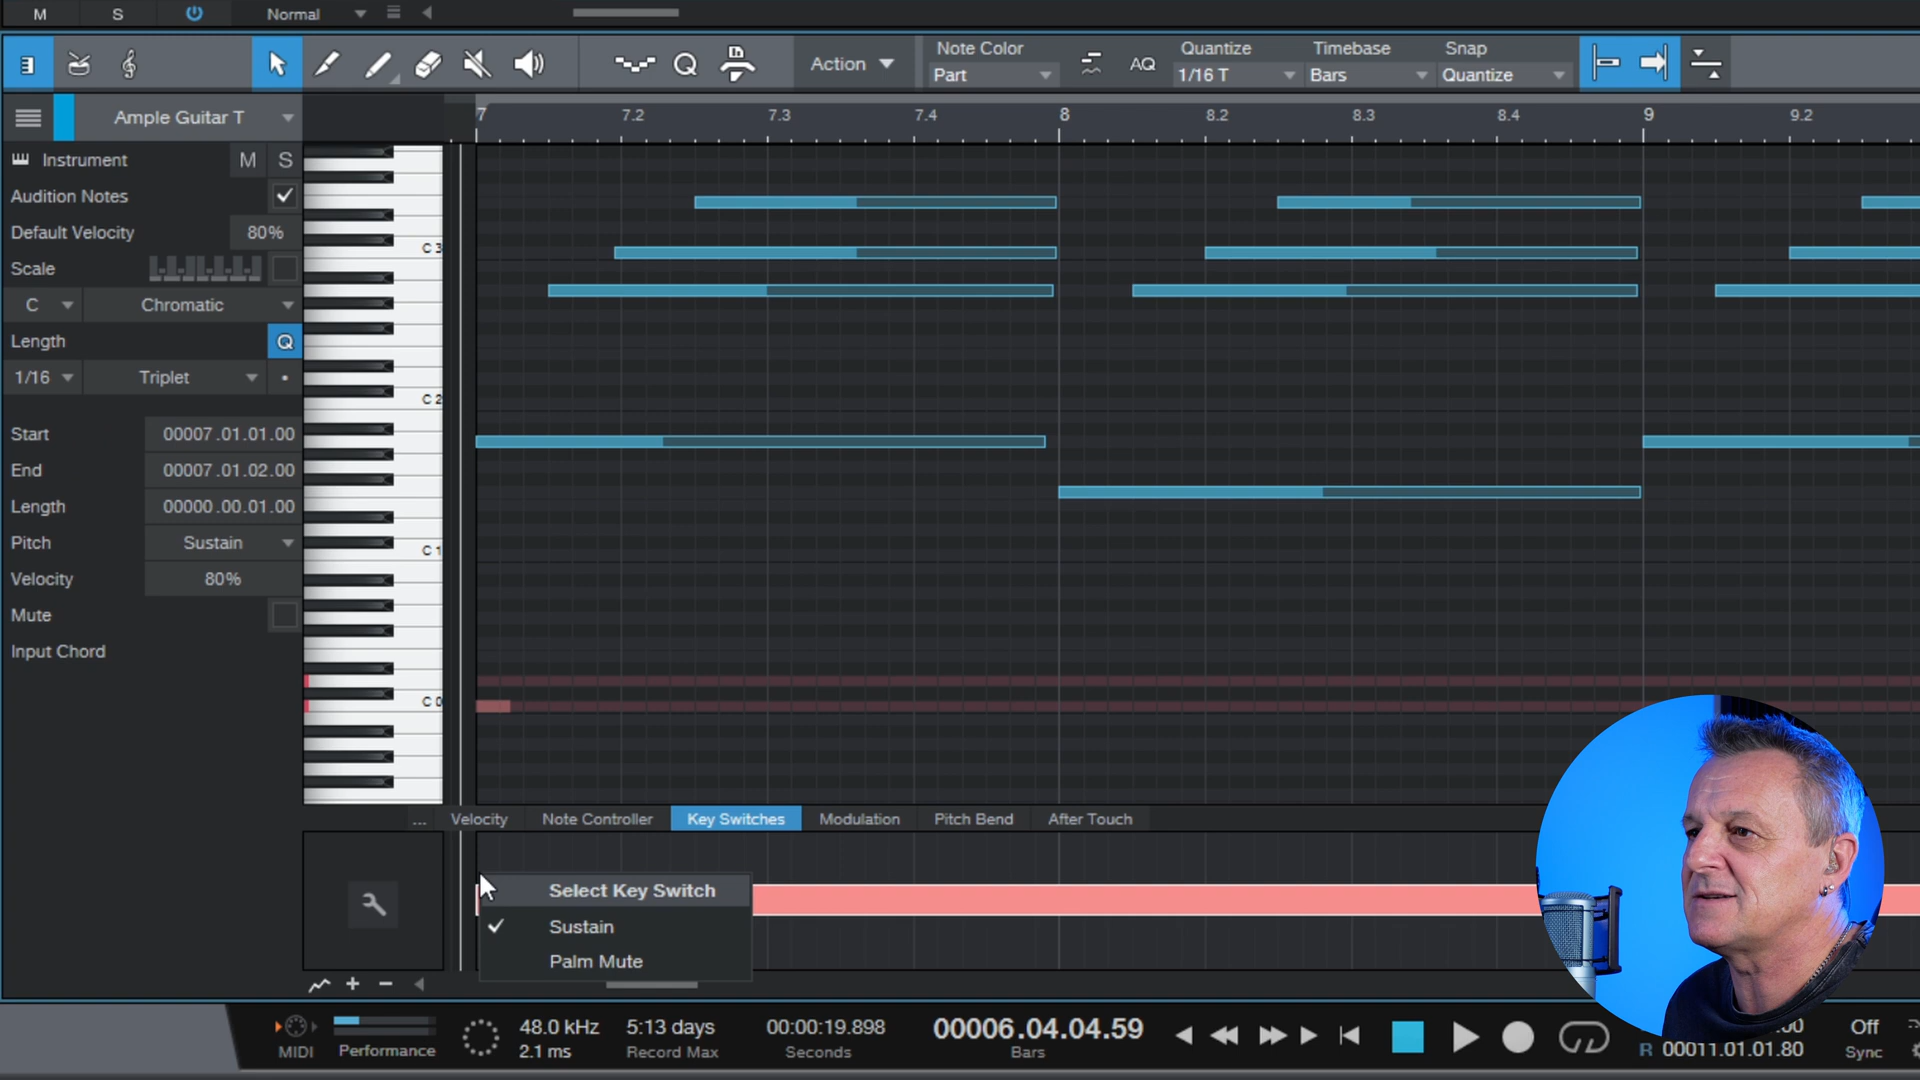 M S Normal
Action Note Color Part AQ Quantize 1/16 T Timebase Bars Snap Quantize
Ample Guitar T
7 7.2 7.3 7.4 8 8.2 8.3 8.4 9 9.2
Instrument M S
Audition Notes
Default Velocity 80%
Scale
C Chromatic
Length Q
1/16 Triplet
Start 00007.01.01.00
End 00007.01.02.00
Length 00000.00.01.00
Pitch Sustain
Velocity 80%
Mute
Input Chord
C 3
C 2
C 1
C 0
... Velocity Note Controller Key Switches Modulation Pitch Bend After Touch
Select Key Switch
Sustain
Palm Mute
MIDI
Performance
48.0 kHz
2.1 ms
5:13 days
Record Max
00:00:19.898
Seconds
00006.04.04.59
Bars
R 00011.01.01.80
Off
Sync